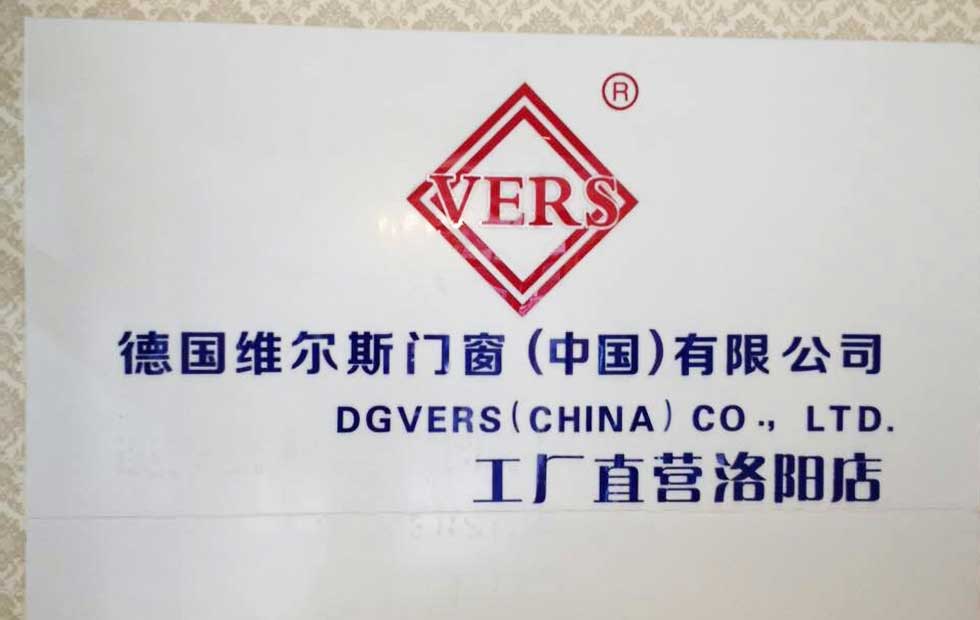 ®
VERS
德国维尔斯门窗(中国)有限公司
DGVERS(CHINA) CO ., LTD.
工厂直营洛阳店